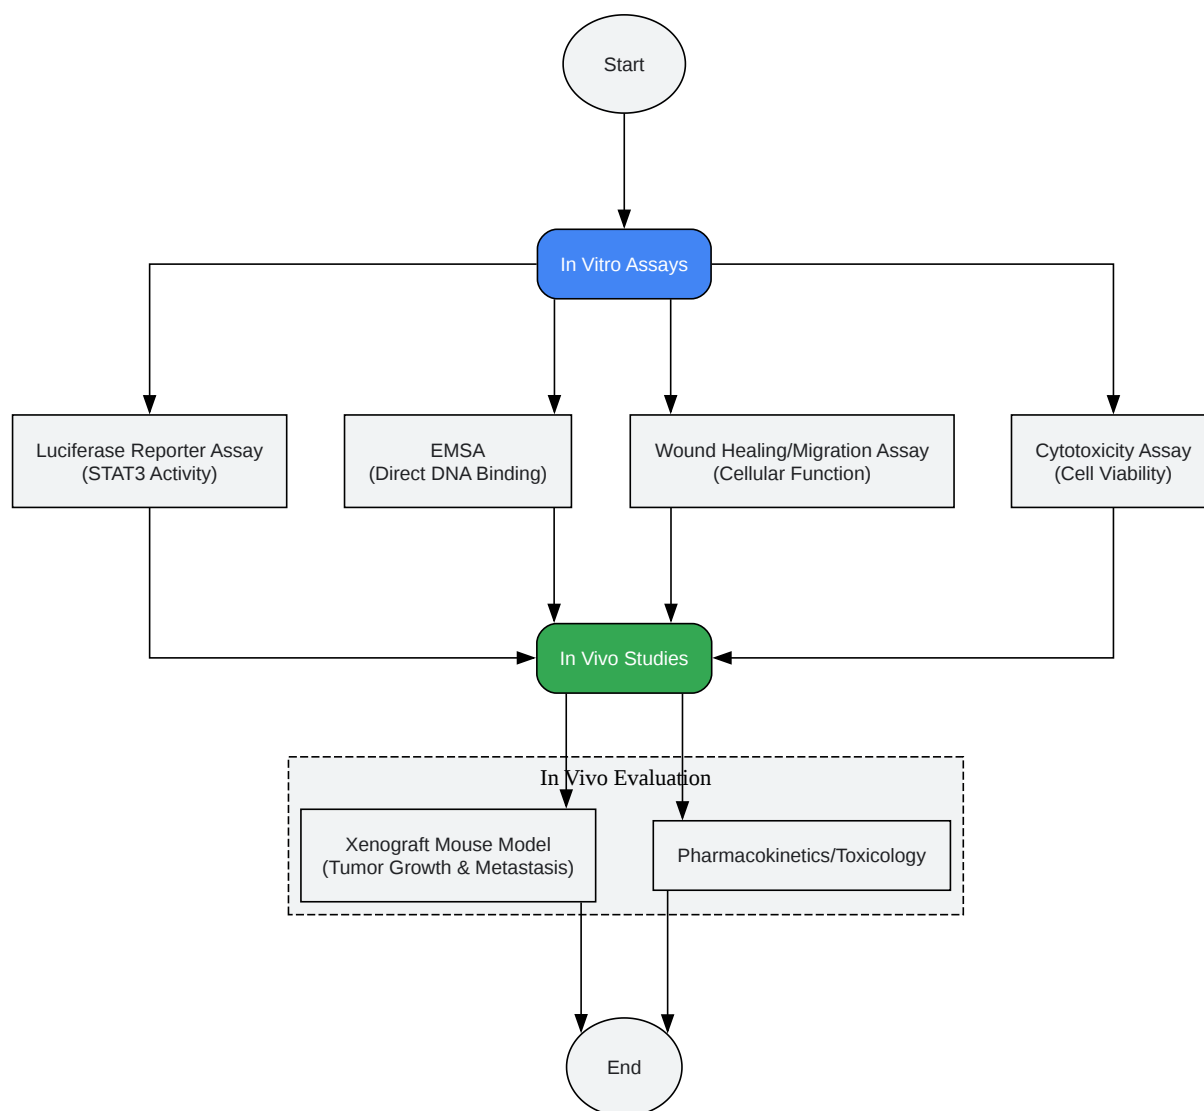 Start
In Vitro Assays
Luciferase Reporter Assay
(STAT3 Activity)
EMSA
(Direct DNA Binding)
Wound Healing/Migration Assay
(Cellular Function)
Cytotoxicity Assay
(Cell Viability)
In Vivo Studies
In Vivo Evaluation
Xenograft Mouse Model
(Tumor Growth & Metastasis)
Pharmacokinetics/Toxicology
End